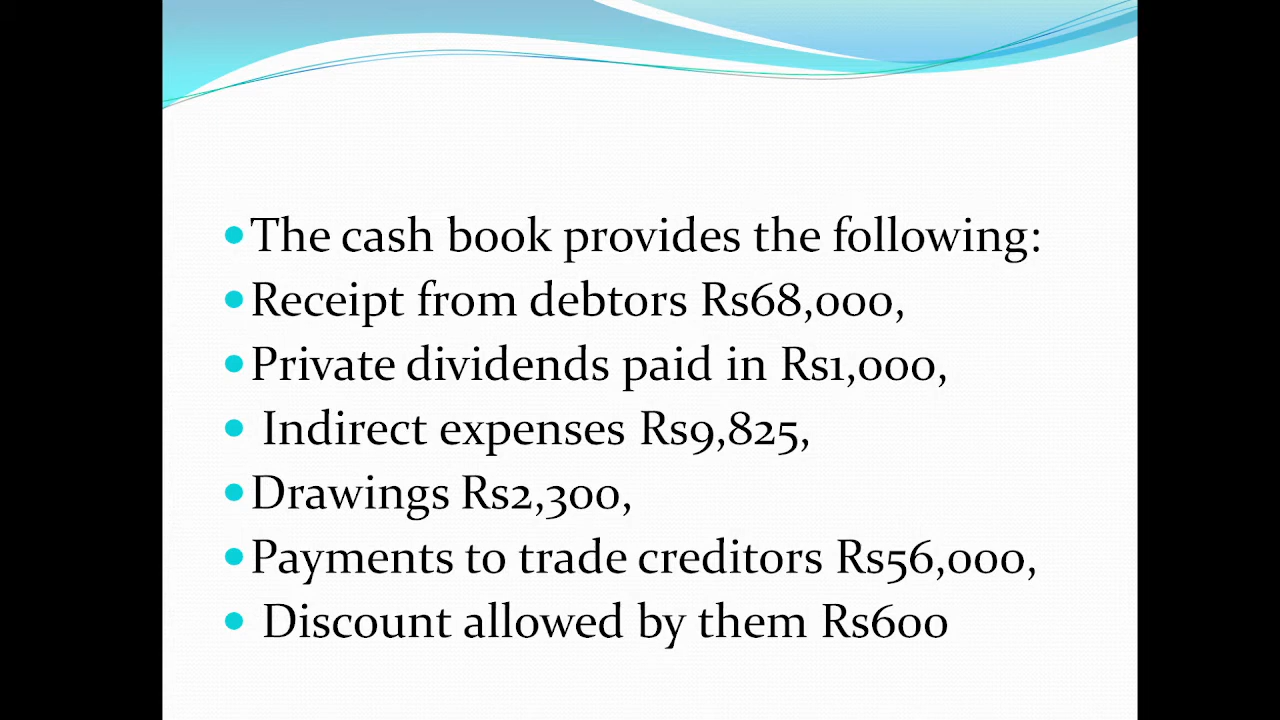 •The cash book provides the following:
•Receipt from debtors Rs68,000,
•Private dividends paid in Rs1,000,
• Indirect expenses Rs9,825,
•Drawings Rs2,300,
•Payments to trade creditors Rs56,000,
• Discount allowed by them Rs600